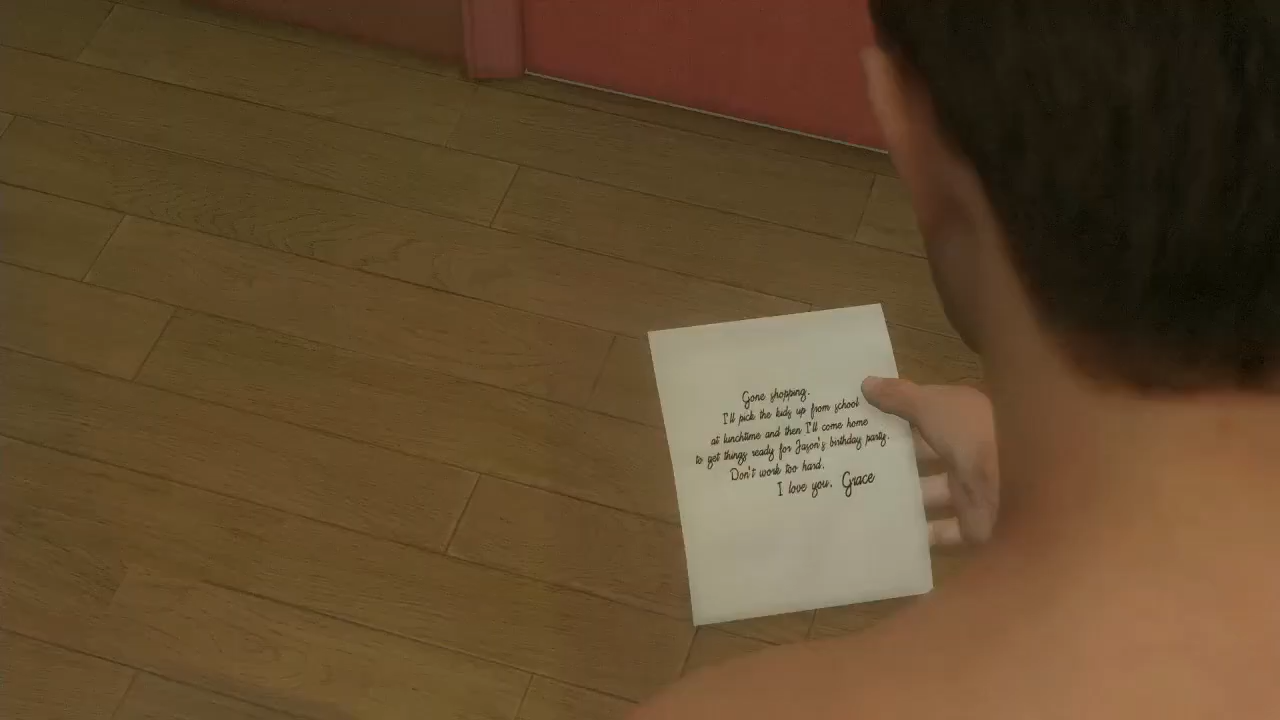 Gone shopping.
I'll pick the kids up from school
at lunchtime and then I'll come home
to get things ready for Jason's birthday party.
Don't work too hard.
I love you. Grace